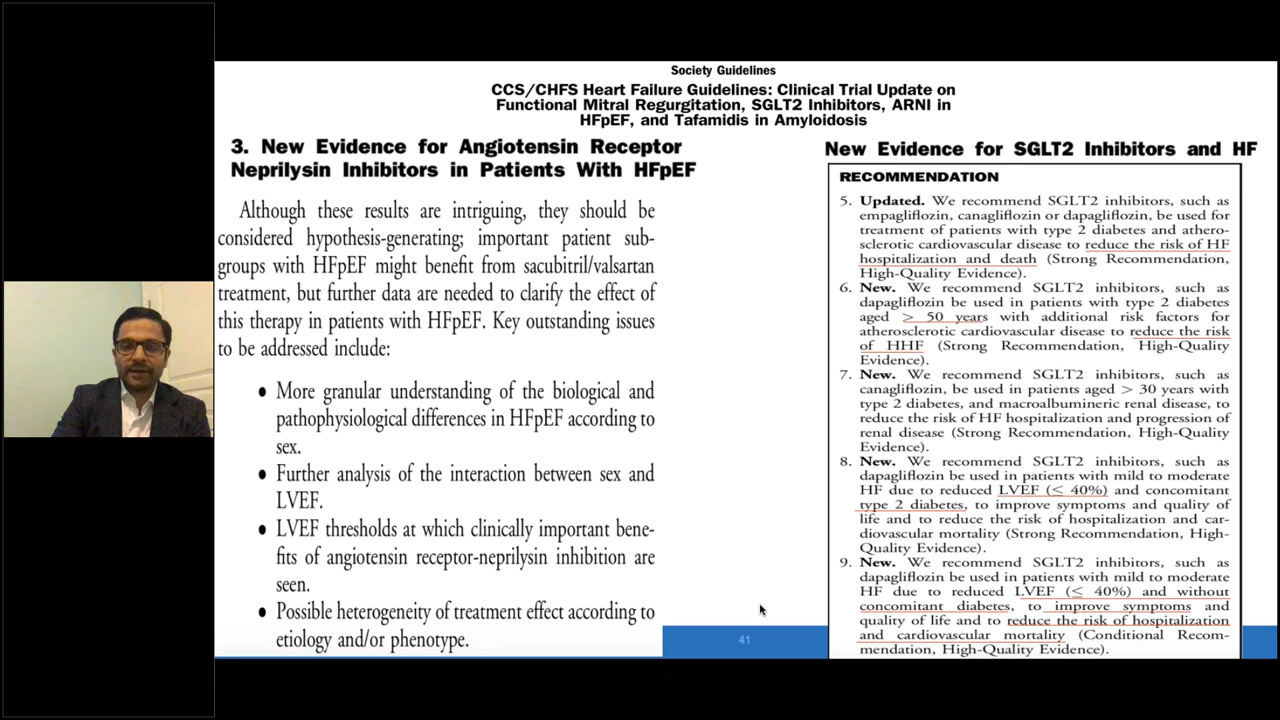 Society Guidelines
CCS/CHFS Heart Failure Guidelines: Clinical Trial Update on
Functional Mitral Regurgitation, SGLT2 Inhibitors, ARNI in
HFpEF, and Tafamidis in Amyloidosis
3. New Evidence for Angiotensin Receptor
Neprilysin Inhibitors in Patients With HFpEF
Although these results are intriguing, they should be
considered hypothesis-generating; important patient sub-
groups with HFpEF might benefit from sacubitril/valsartan
treatment, but further data are needed to clarify the effect of
this therapy in patients with HFpEF. Key outstanding issues
to be addressed include:
• More granular understanding of the biological and
pathophysiological differences in HFpEF according to
sex.
• Further analysis of the interaction between sex and
LVEF.
• LVEF thresholds at which clinically important bene-
fits of angiotensin receptor-neprilysin inhibition are
seen.
• Possible heterogeneity of treatment effect according to
etiology and/or phenotype.
41
New Evidence for SGLT2 Inhibitors and HF
RECOMMENDATION
5. Updated. We recommend SGLT2 inhibitors, such as
empagliflozin, canagliflozin or dapagliflozin, be used for
treatment of patients with type 2 diabetes and athero-
sclerotic cardiovascular disease to reduce the risk of HF
hospitalization and death (Strong Recommendation,
High-Quality Evidence).
6. New. We recommend SGLT2 inhibitors, such as
dapagliflozin be used in patients with type 2 diabetes
aged > 50 years with additional risk factors for
atherosclerotic cardiovascular disease to reduce the risk
of HHF (Strong Recommendation, High-Quality
Evidence).
7. New. We recommend SGLT2 inhibitors, such as
canagliflozin, be used in patients aged > 30 years with
type 2 diabetes, and macroalbumineric renal disease, to
reduce the risk of HF hospitalization and progression of
renal disease (Strong Recommendation, High-Quality
Evidence).
8. New. We recommend SGLT2 inhibitors, such as
dapagliflozin be used in patients with mild to moderate
HF due to reduced LVEF (≤ 40%) and concomitant
type 2 diabetes, to improve symptoms and quality of
life and to reduce the risk of hospitalization and car-
diovascular mortality (Strong Recommendation, High-
Quality Evidence).
9. New. We recommend SGLT2 inhibitors, such as
dapagliflozin be used in patients with mild to moderate
HF due to reduced LVEF (≤ 40%) and without
concomitant diabetes, to improve symptoms and
quality of life and to reduce the risk of hospitalization
and cardiovascular mortality (Conditional Recom-
mendation, High-Quality Evidence).